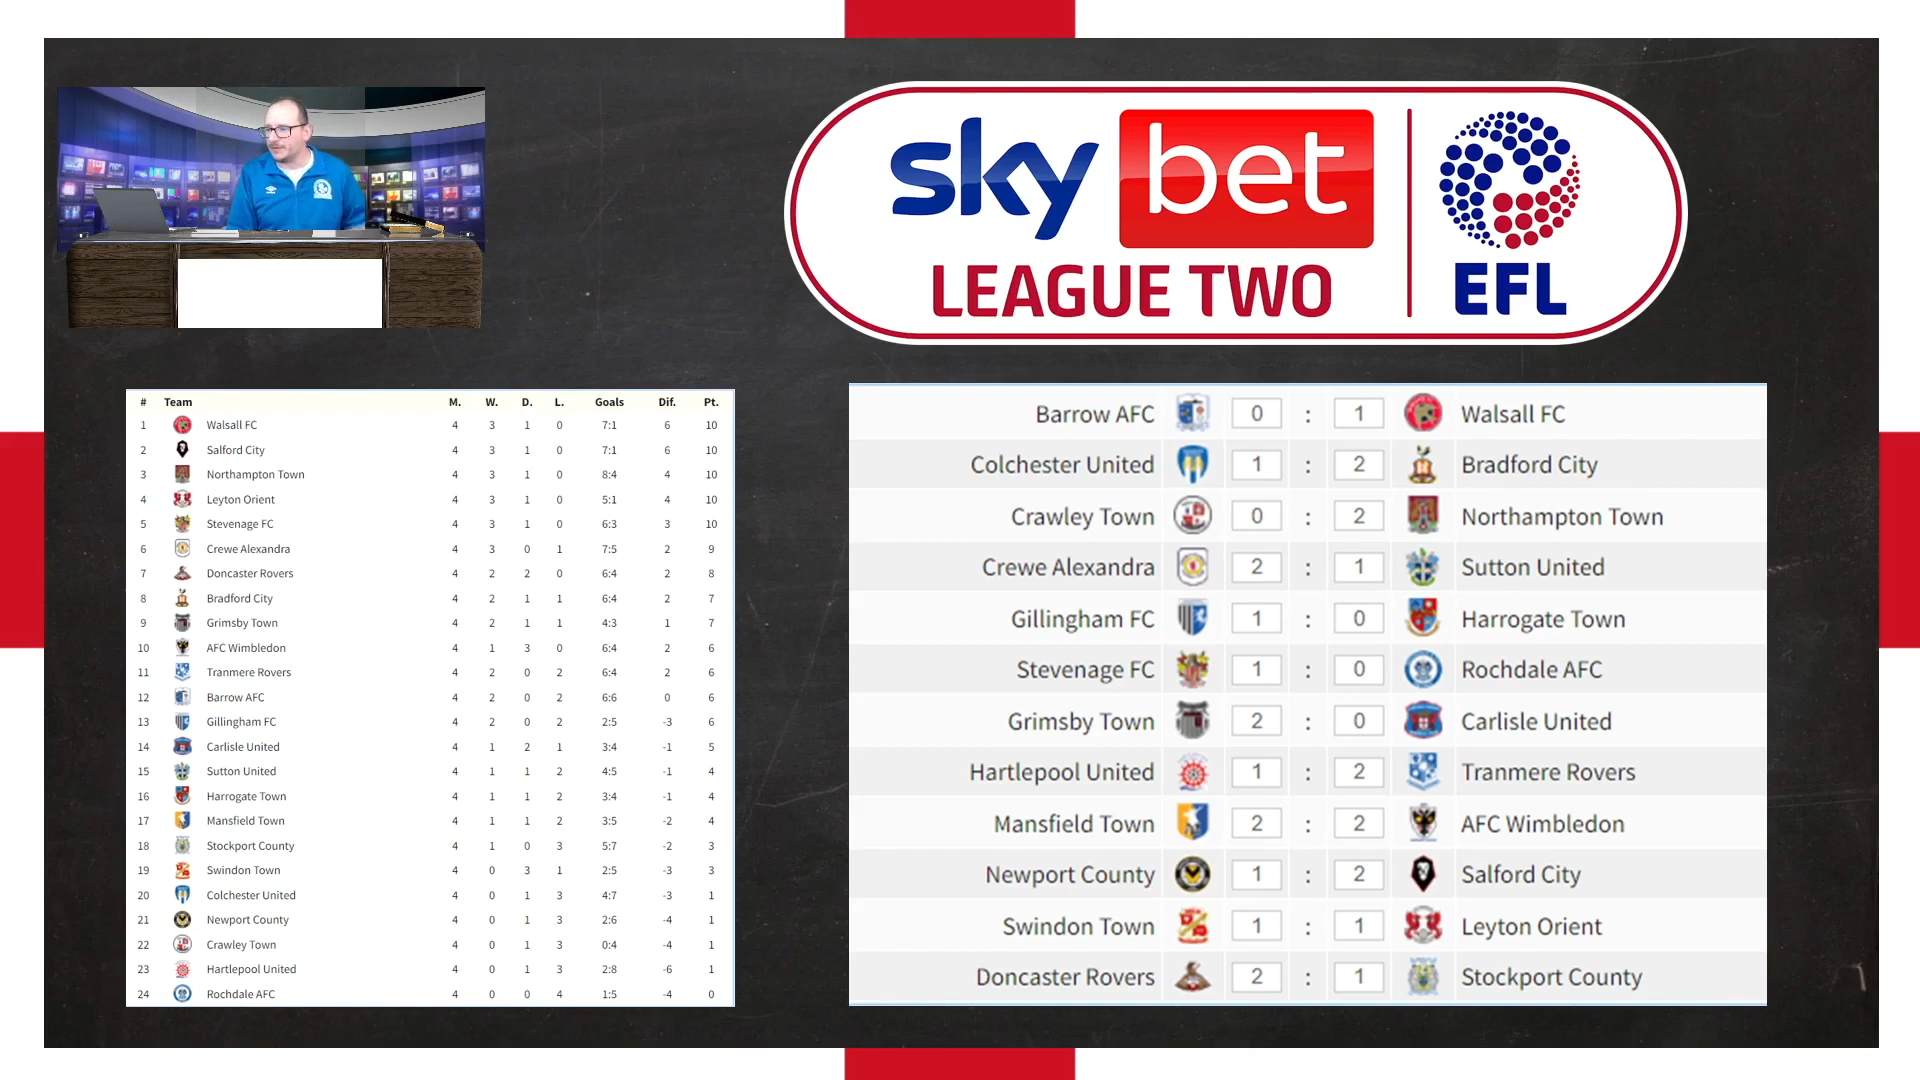 sky bet
LEAGUE TWO
EFL
# Team M. W. D. L. Goals Dif. Pt.
1 Walsall FC 4 3 1 0 7:1 6 10
2 Salford City 4 3 1 0 7:1 6 10
3 Northampton Town 4 3 1 0 8:4 4 10
4 Leyton Orient 4 3 1 0 5:1 4 10
5 Stevenage FC 4 3 1 0 6:3 3 10
6 Crewe Alexandra 4 3 0 1 7:5 2 9
7 Doncaster Rovers 4 2 2 0 6:4 2 8
8 Bradford City 4 2 1 1 6:4 2 7
9 Grimsby Town 4 2 1 1 4:3 1 7
10 AFC Wimbledon 4 1 3 0 6:4 2 6
11 Tranmere Rovers 4 2 0 2 6:4 2 6
12 Barrow AFC 4 2 0 2 6:6 0 6
13 Gillingham FC 4 2 0 2 2:5 -3 6
14 Carlisle United 4 1 2 1 3:4 -1 5
15 Sutton United 4 1 1 2 4:5 -1 4
16 Harrogate Town 4 1 1 2 3:4 -1 4
17 Mansfield Town 4 1 1 2 3:5 -2 4
18 Stockport County 4 1 0 3 5:7 -2 3
19 Swindon Town 4 0 3 1 2:5 -3 3
20 Colchester United 4 0 1 3 4:7 -3 1
21 Newport County 4 0 1 3 2:6 -4 1
22 Crawley Town 4 0 1 3 0:4 -4 1
23 Hartlepool United 4 0 1 3 2:8 -6 1
24 Rochdale AFC 4 0 0 4 1:5 -4 0
Barrow AFC 0 : 1 Walsall FC
Colchester United 1 : 2 Bradford City
Crawley Town 0 : 2 Northampton Town
Crewe Alexandra 2 : 1 Sutton United
Gillingham FC 1 : 0 Harrogate Town
Stevenage FC 1 : 0 Rochdale AFC
Grimsby Town 2 : 0 Carlisle United
Hartlepool United 1 : 2 Tranmere Rovers
Mansfield Town 2 : 2 AFC Wimbledon
Newport County 1 : 2 Salford City
Swindon Town 1 : 1 Leyton Orient
Doncaster Rovers 2 : 1 Stockport County